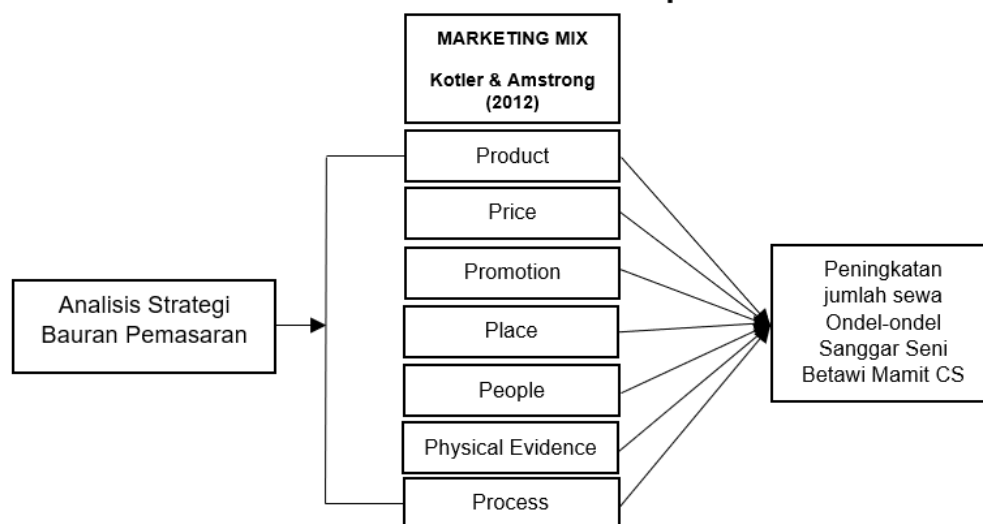 MARKETING MIX
Kotler & Amstrong
(2012)
Product
Price
Promotion
Place
People
Physical Evidence
Process
Analisis Strategi
Bauran Pemasaran
Peningkatan
jumlah sewa
Ondel-ondel
Sanggar Seni
Betawi Mamit CS